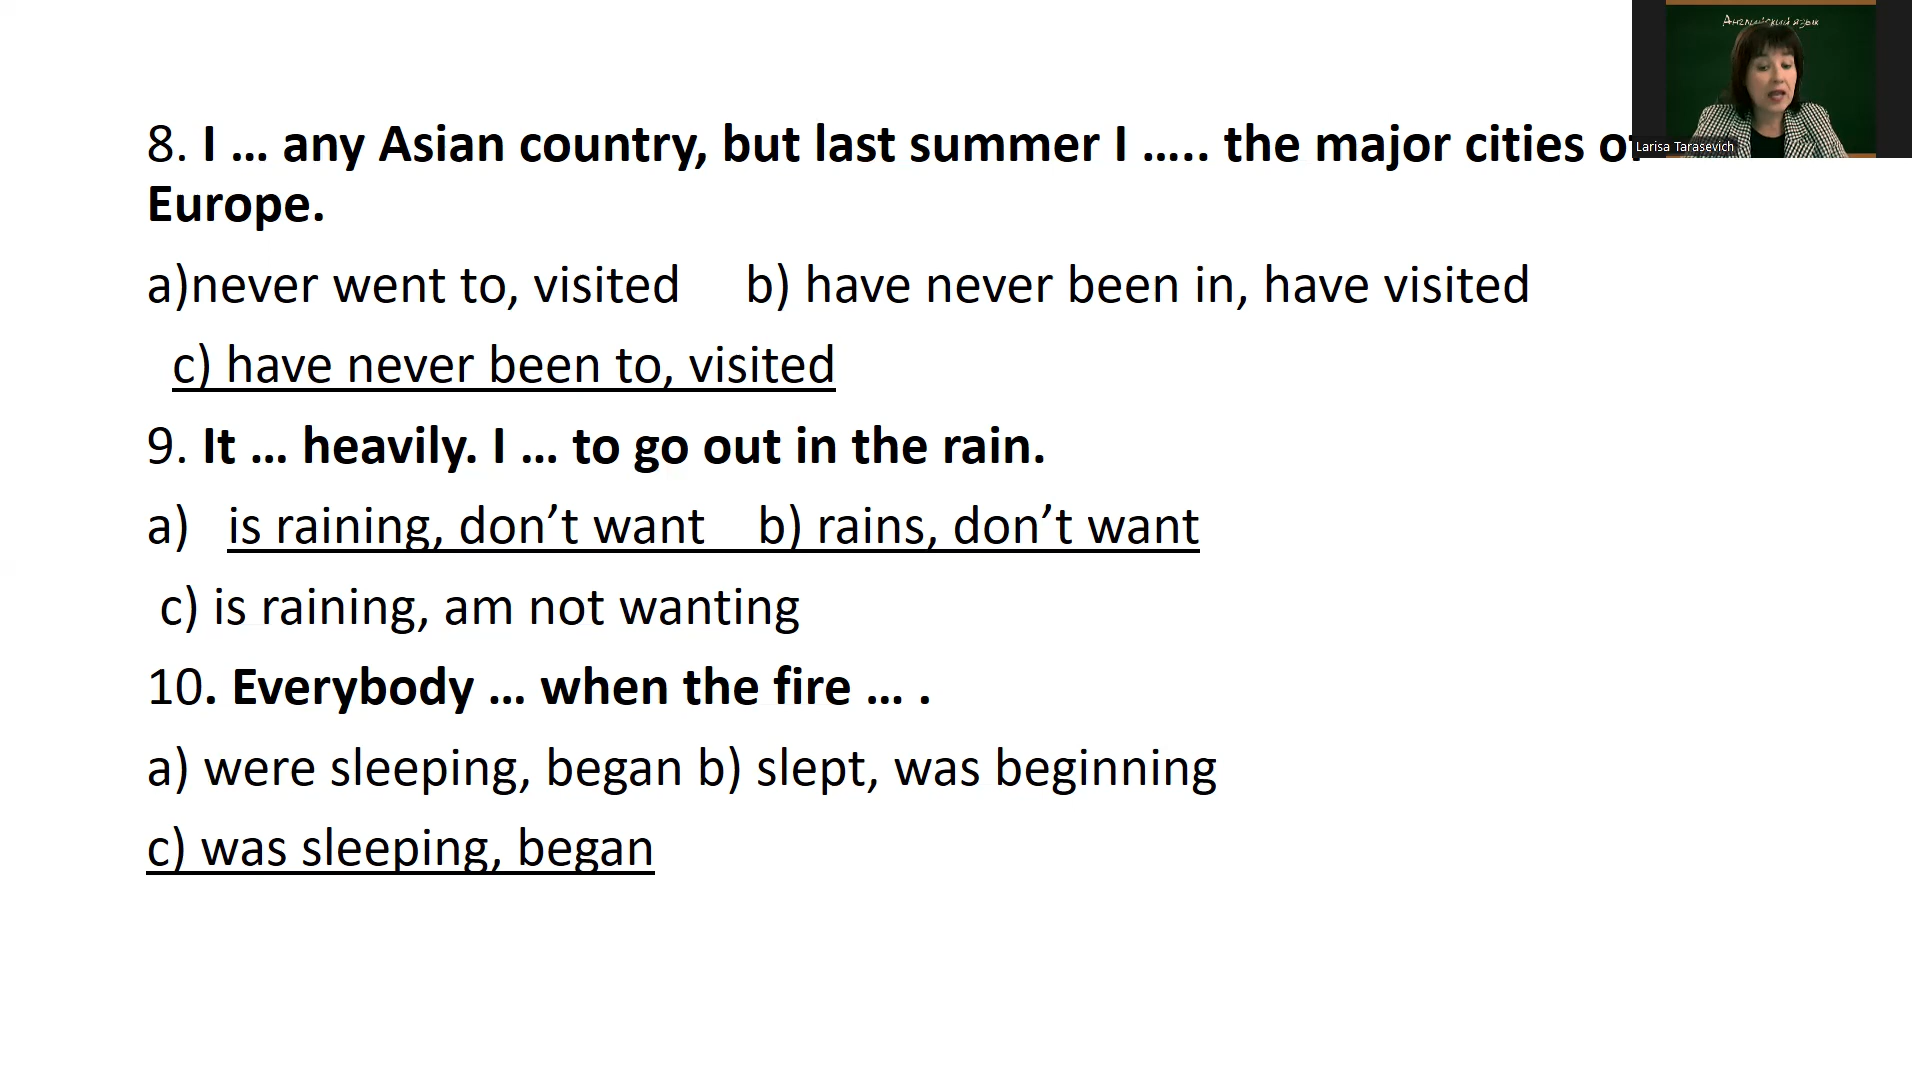 Английский язык
8. I … any Asian country, but last summer I ….. the major cities of
Larisa Tarasevich
Europe.
a)never went to, visited b) have never been in, have visited
c) have never been to, visited
9. It … heavily. I … to go out in the rain.
a) is raining, don’t want b) rains, don’t want
c) is raining, am not wanting
10. Everybody … when the fire … .
a) were sleeping, began b) slept, was beginning
c) was sleeping, began